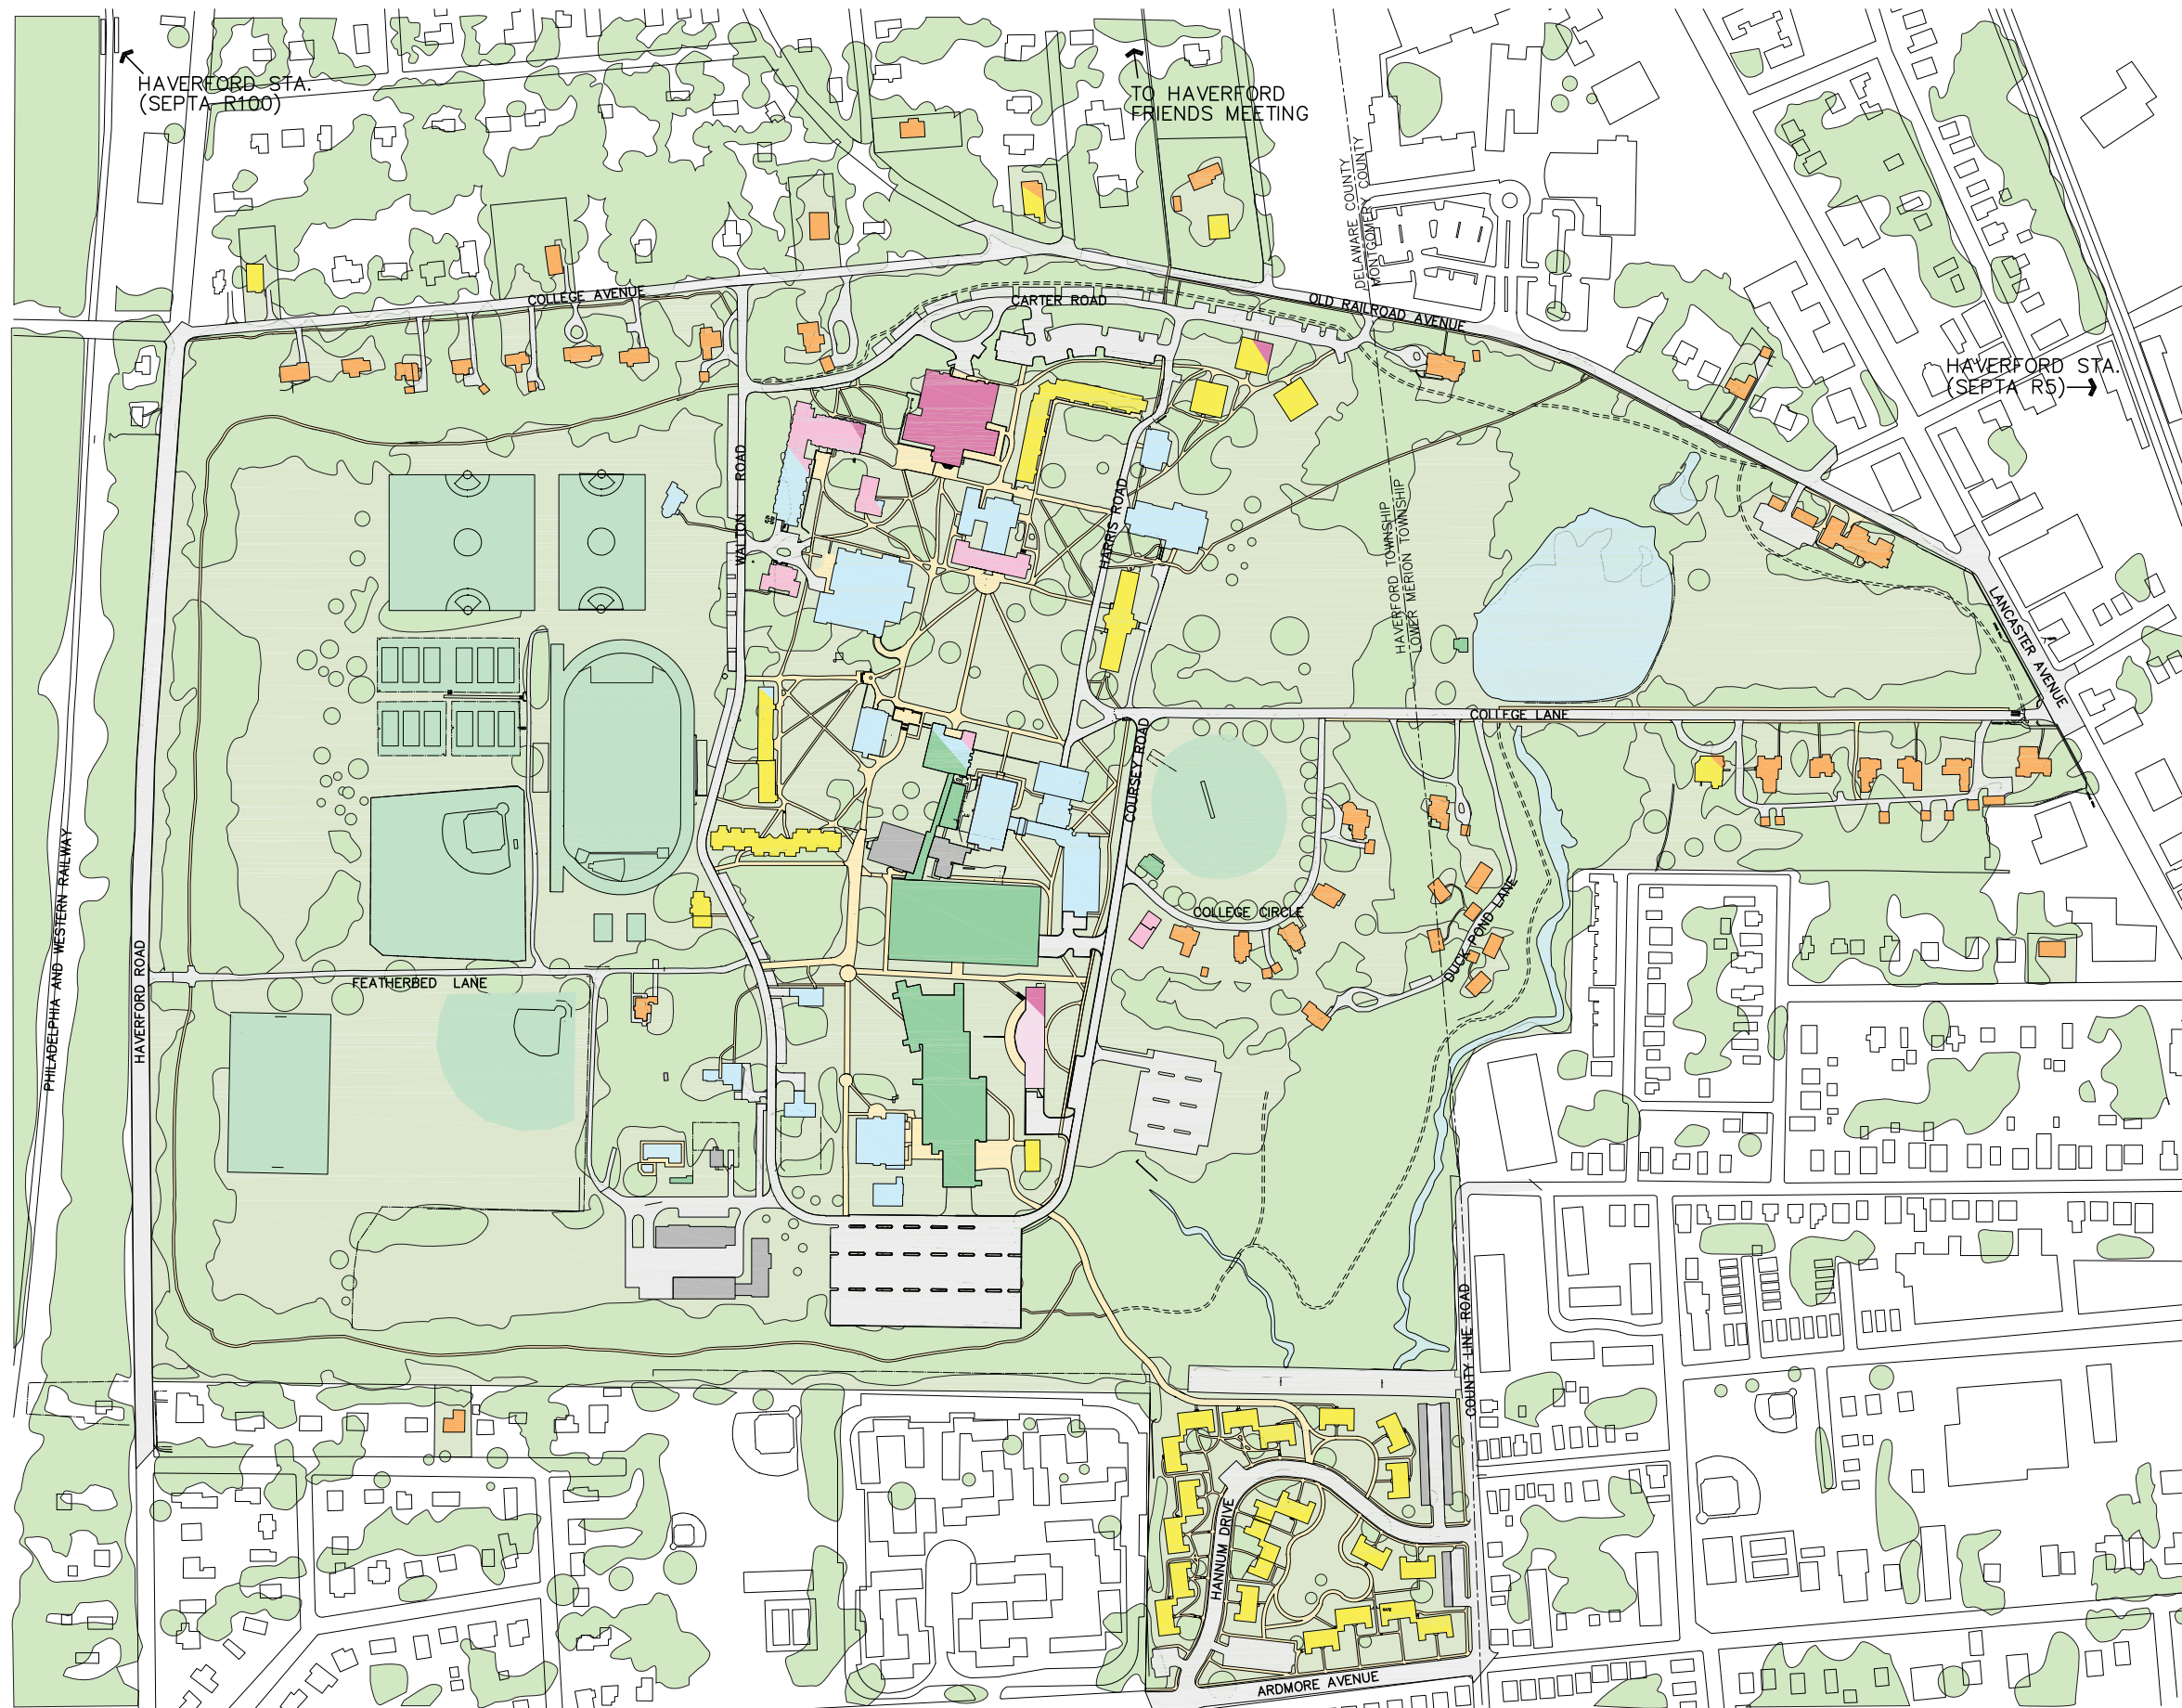 HAVERFORD STA.
(SEPTA R100)
TO HAVERFORD
FRIENDS MEETING
DELAWARE COUNTY
MONTGOMERY COUNTY
COLLEGE AVENUE
CARTER ROAD
OLD RAILROAD AVENUE
HAVERFORD STA.
(SEPTA R5)
WALTON ROAD
HARRIS ROAD
HAVERFORD TOWNSHIP
LOWER MERION TOWNSHIP
LANCASTER AVENUE
COLLEGE LANE
COURSEY ROAD
PHILADELPHIA AND WESTERN RAILWAY
HAVERFORD ROAD
COLLEGE CIRCLE
DUCK POND LANE
FEATHERBED LANE
COUNTY LINE ROAD
HANNUM DRIVE
ARDMORE AVENUE